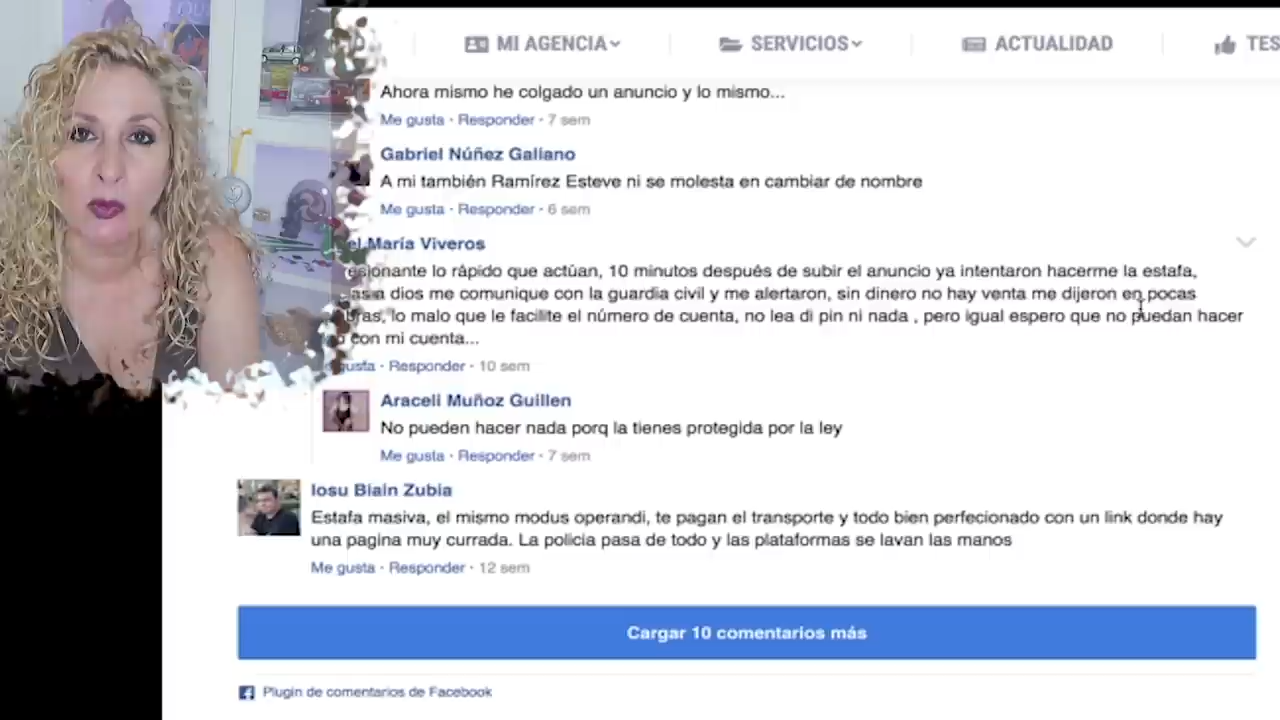 MI AGENCIA
SERVICIOS
ACTUALIDAD
TES
Ahora mismo he colgado un anuncio y lo mismo...
Me gusta · Responder · 7 sem
Gabriel Núñez Galiano
A mi también Ramírez Esteve ni se molesta en cambiar de nombre
Me gusta · Responder · 6 sem
el María Viveros
esionante lo rápido que actúan, 10 minutos después de subir el anuncio ya intentaron hacerme la estafa,
as a dios me comunique con la guardia civil y me alertaron, sin dinero no hay venta me dijeron en pocas
bras, lo malo que le facilite el número de cuenta, no lea di pin ni nada , pero igual espero que no puedan hacer
con mi cuenta...
gusta · Responder · 10 sem
Araceli Muñoz Guillen
No pueden hacer nada porq la tienes protegida por la ley
Me gusta · Responder · 7 sem
Iosu Biain Zubia
Estafa masiva, el mismo modus operandi, te pagan el transporte y todo bien perfecionado con un link donde hay
una pagina muy currada. La policia pasa de todo y las plataformas se lavan las manos
Me gusta · Responder · 12 sem
Cargar 10 comentarios más
Plugin de comentarios de Facebook